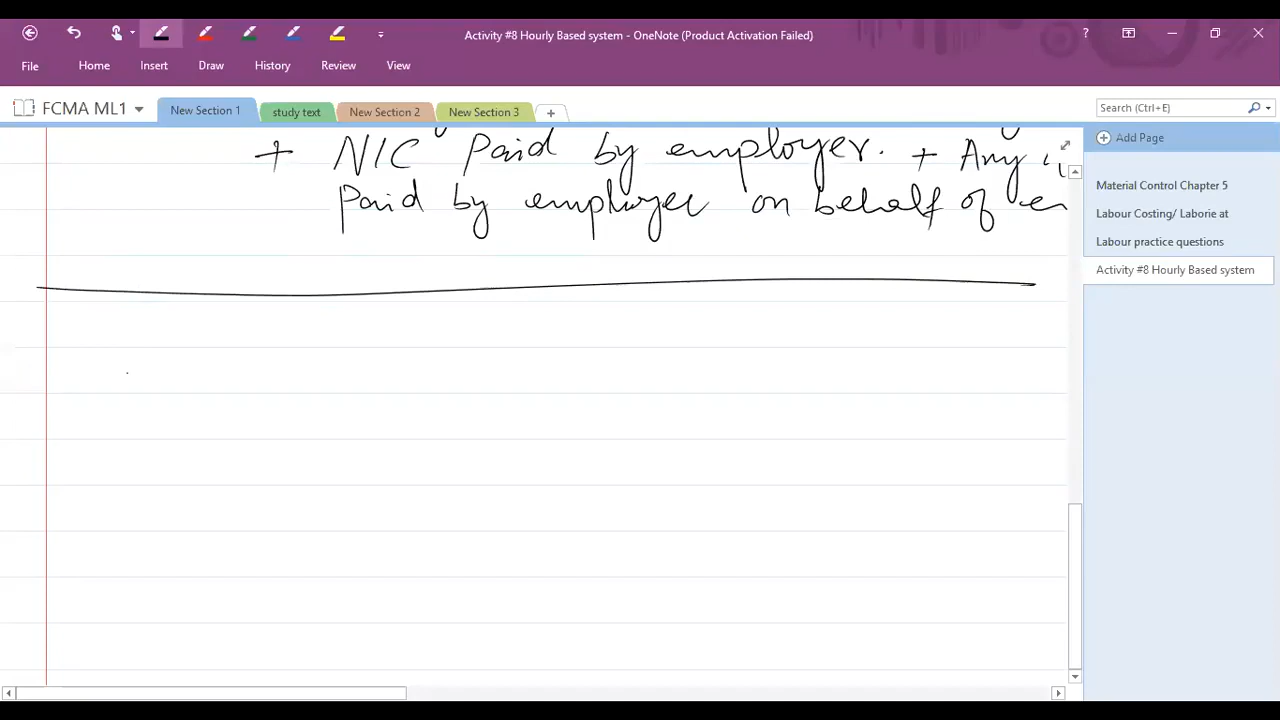 Activity #8 Hourly Based system - OneNote (Product Activation Failed)
?
File Home Insert Draw History Review View
FCMA ML1 New Section 1 study text New Section 2 New Section 3
Search (Ctrl+E)
Add Page
Material Control Chapter 5
Labour Costing/ Laborie at
Labour practice questions
Activity #8 Hourly Based system
+ NIC Paid by employer. + Any
Paid by employer on behalf of